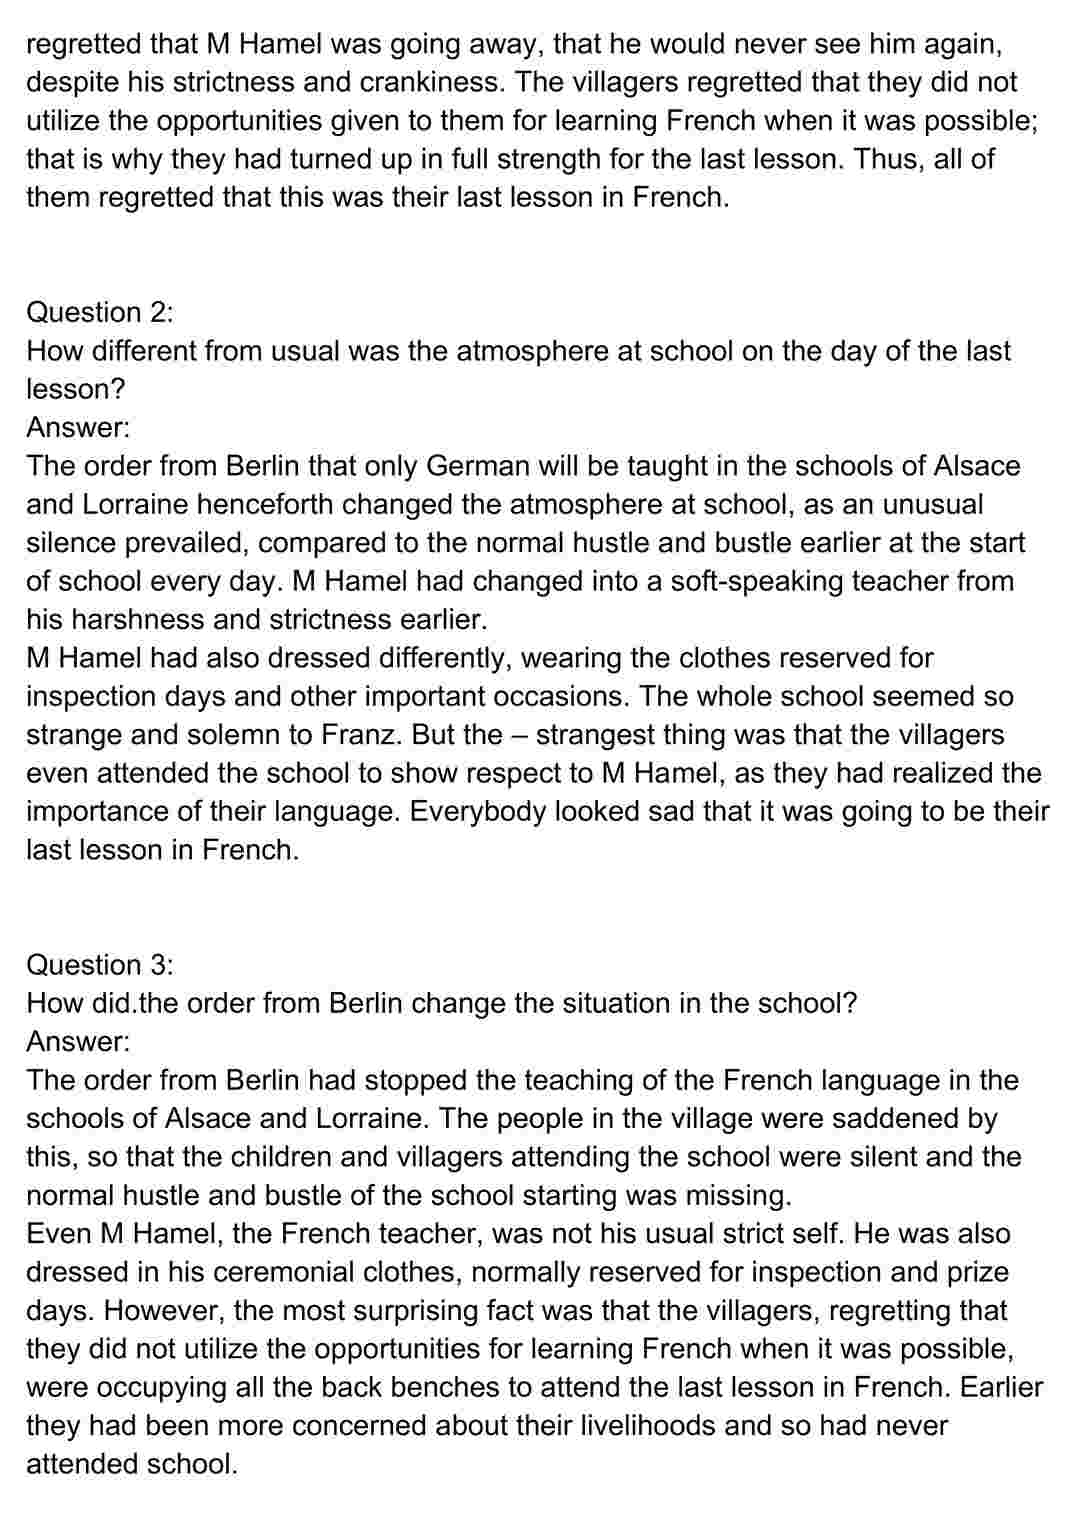 regretted that M Hamel was going away, that he would never see him again,
despite his strictness and crankiness. The villagers regretted that they did not
utilize the opportunities given to them for learning French when it was possible;
that is why they had turned up in full strength for the last lesson. Thus, all of
them regretted that this was their last lesson in French.
Question 2:
How different from usual was the atmosphere at school on the day of the last
lesson?
Answer:
The order from Berlin that only German will be taught in the schools of Alsace
and Lorraine henceforth changed the atmosphere at school, as an unusual
silence prevailed, compared to the normal hustle and bustle earlier at the start
of school every day. M Hamel had changed into a soft-speaking teacher from
his harshness and strictness earlier.
M Hamel had also dressed differently, wearing the clothes reserved for
inspection days and other important occasions. The whole school seemed so
strange and solemn to Franz. But the – strangest thing was that the villagers
even attended the school to show respect to M Hamel, as they had realized the
importance of their language. Everybody looked sad that it was going to be their
last lesson in French.
Question 3:
How did.the order from Berlin change the situation in the school?
Answer:
The order from Berlin had stopped the teaching of the French language in the
schools of Alsace and Lorraine. The people in the village were saddened by
this, so that the children and villagers attending the school were silent and the
normal hustle and bustle of the school starting was missing.
Even M Hamel, the French teacher, was not his usual strict self. He was also
dressed in his ceremonial clothes, normally reserved for inspection and prize
days. However, the most surprising fact was that the villagers, regretting that
they did not utilize the opportunities for learning French when it was possible,
were occupying all the back benches to attend the last lesson in French. Earlier
they had been more concerned about their livelihoods and so had never
attended school.